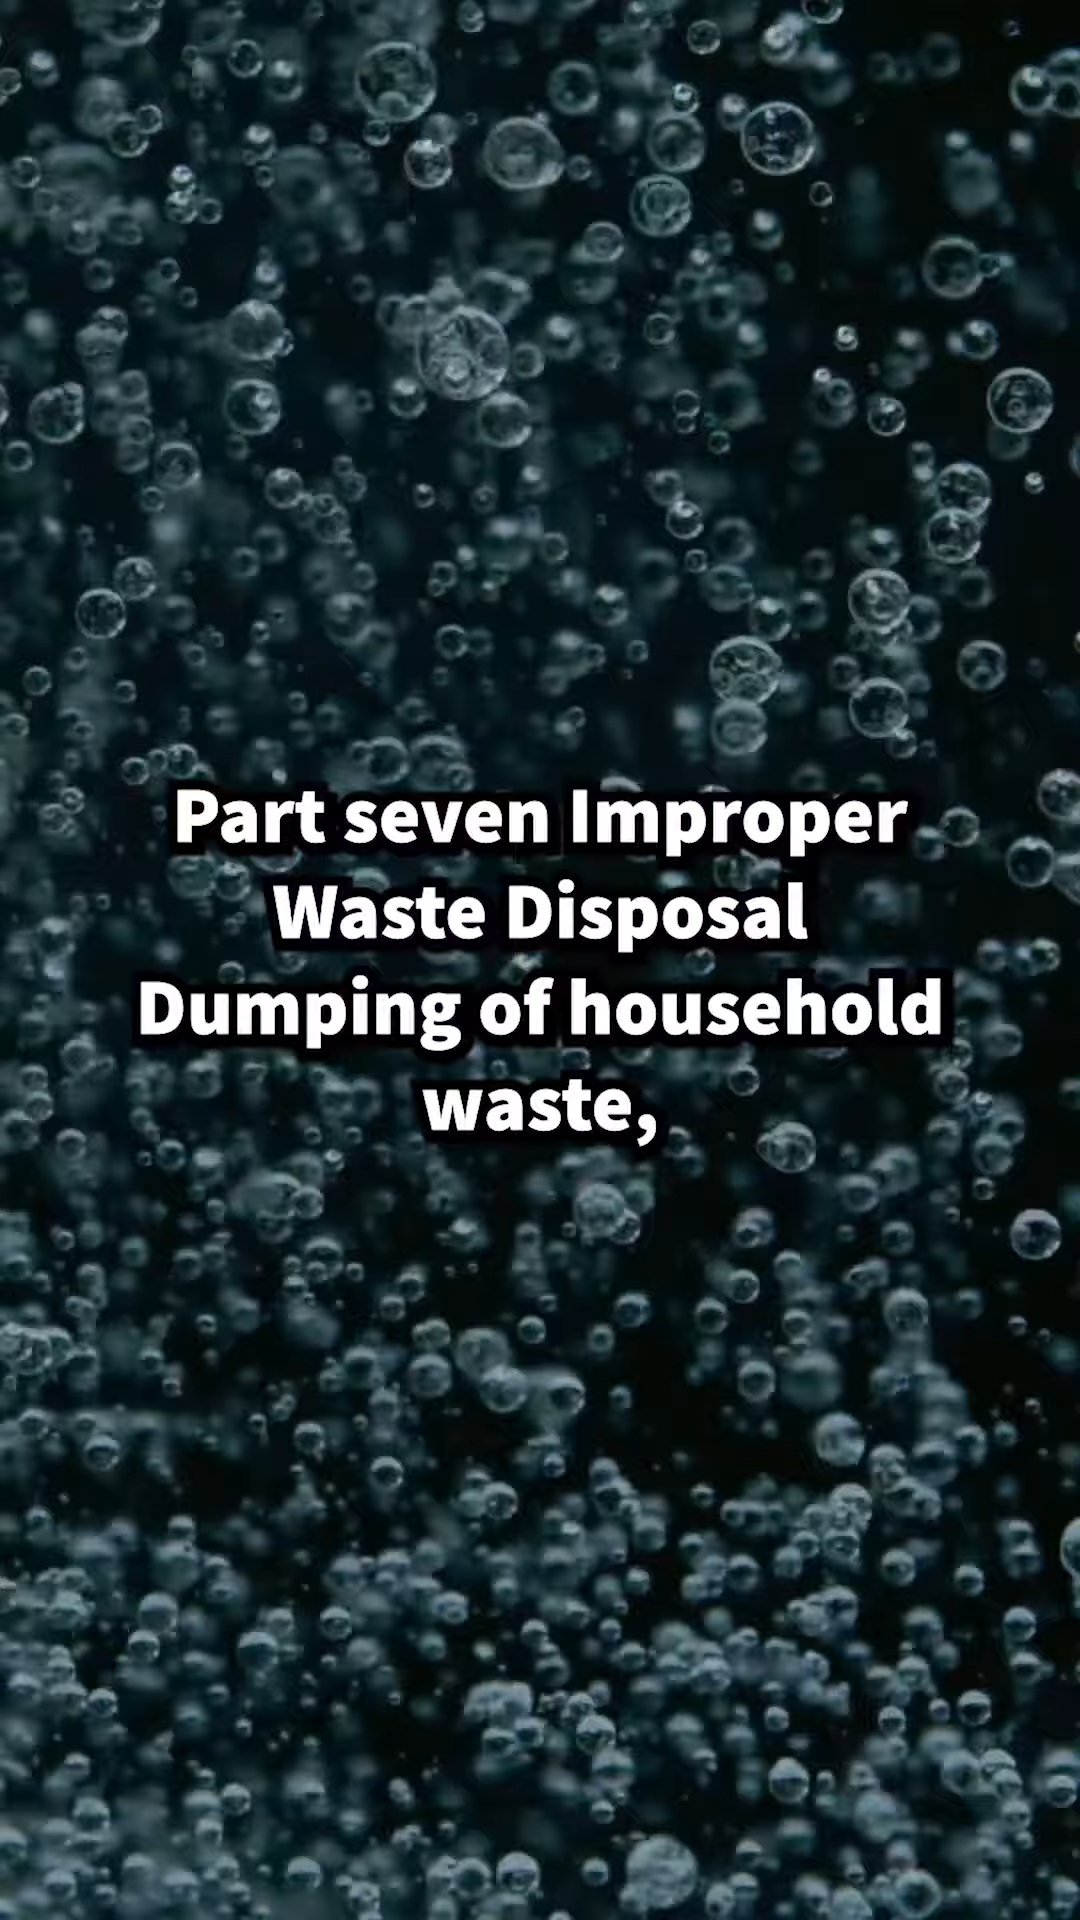 Part seven Improper
Waste Disposal
Dumping of household
waste,